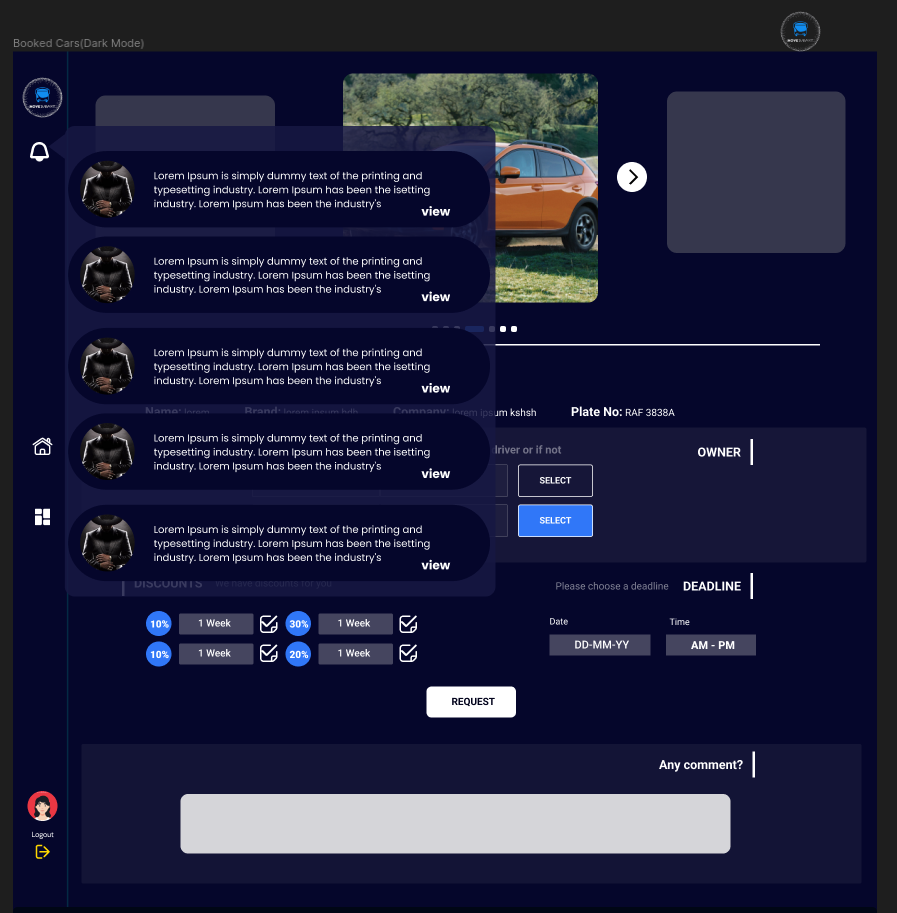 Booked Cars(Dark Mode)
Lorem Ipsum is simply dummy text of the printing and
typesetting industry. Lorem Ipsum has been the isetting
industry. Lorem Ipsum has been the industry's
view
Lorem Ipsum is simply dummy text of the printing and
typesetting industry. Lorem Ipsum has been the isetting
industry. Lorem Ipsum has been the industry's
view
Lorem Ipsum is simply dummy text of the printing and
typesetting industry. Lorem Ipsum has been the isetting
industry. Lorem Ipsum has been the industry's
view
Name: lorem Brand: lorem ipsum hdh Company: lorem ipsum kshsh Plate No: RAF 3838A
Lorem Ipsum is simply dummy text of the printing and
typesetting industry. Lorem Ipsum has been the isetting
industry. Lorem Ipsum has been the industry's
view
driver or if not OWNER
SELECT
SELECT
Lorem Ipsum is simply dummy text of the printing and
typesetting industry. Lorem Ipsum has been the isetting
industry. Lorem Ipsum has been the industry's
view
DISCOUNTS We have discounts for you
Please choose a deadline DEADLINE
10% 1 Week 30% 1 Week
10% 1 Week 20% 1 Week
Date Time
DD-MM-YY AM - PM
REQUEST
Any comment?
Logout